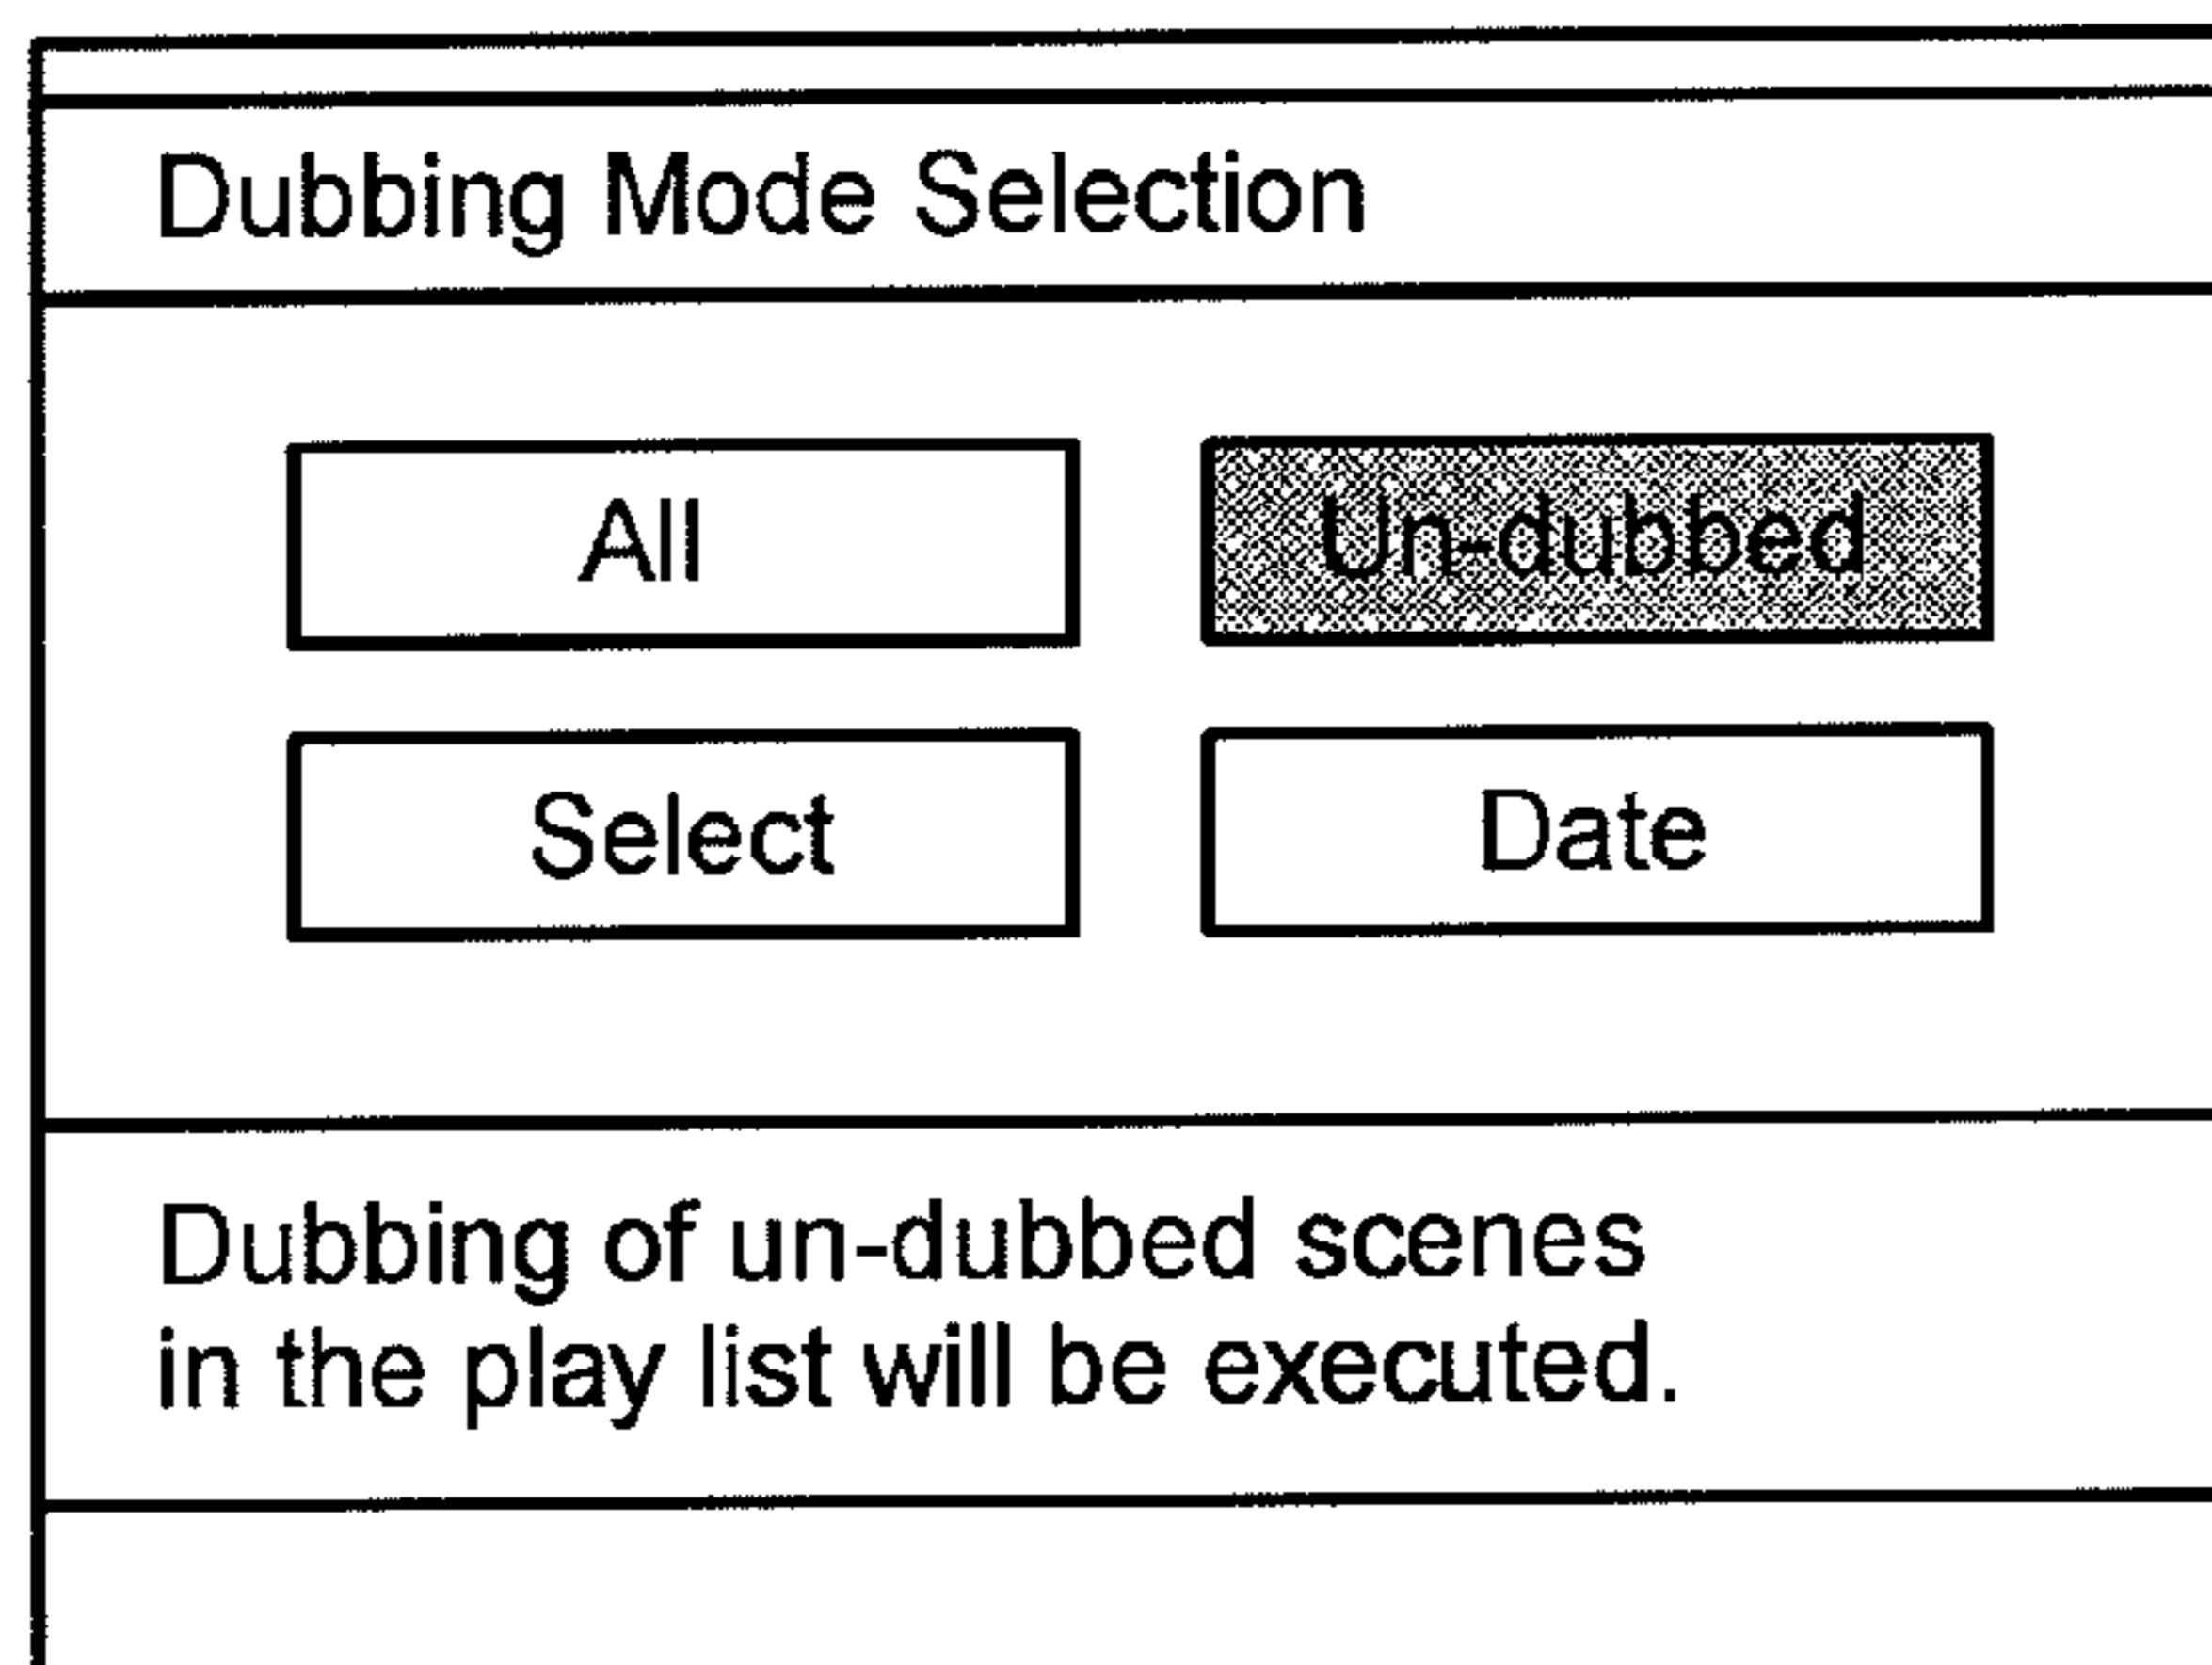 Dubbing Mode Selection
All
Un-dubbed
Select
Date
Dubbing of un-dubbed scenes
in the play list will be executed.